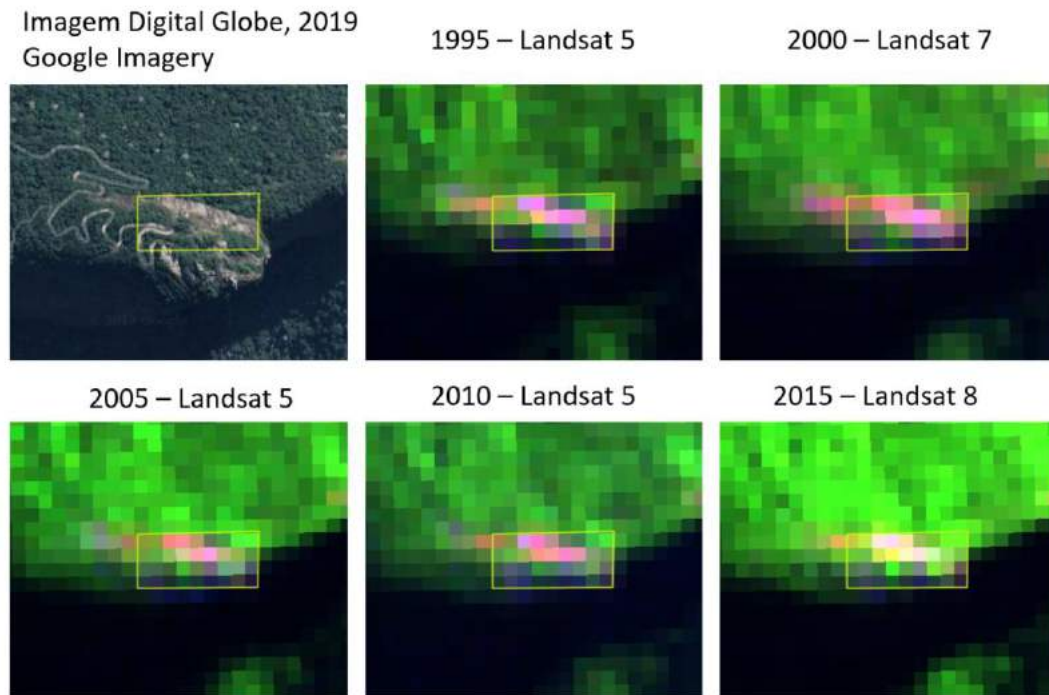 Imagem Digital Globe, 2019
Google Imagery
1995 – Landsat 5
2000 – Landsat 7
2005 – Landsat 5
2010 – Landsat 5
2015 – Landsat 8